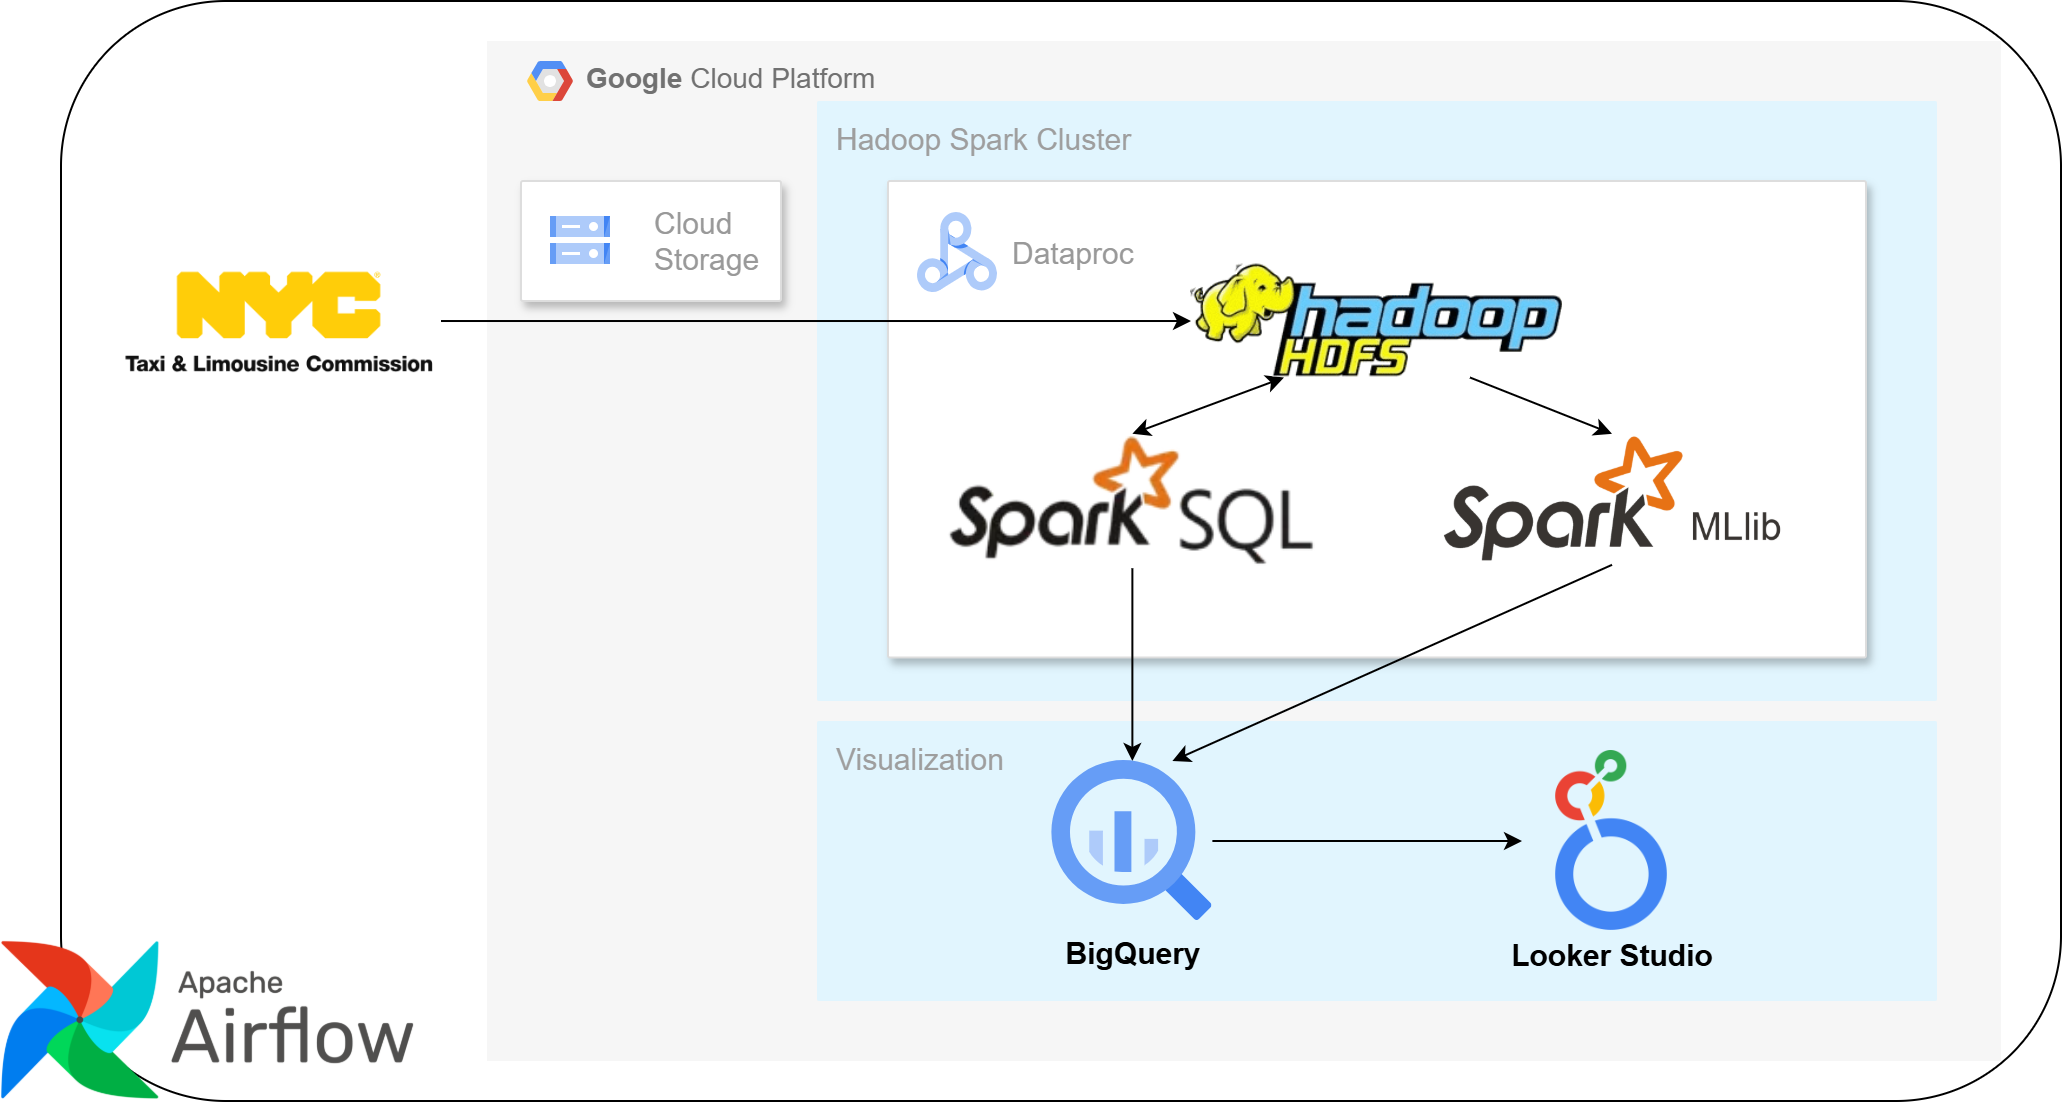 Google Cloud Platform
Hadoop Spark Cluster
Cloud
Storage
Dataproc
NYC
Taxi & Limousine Commission
hadoop
HDFS
Spark SQL
Spark MLlib
Visualization
BigQuery
Looker Studio
Apache
Airflow